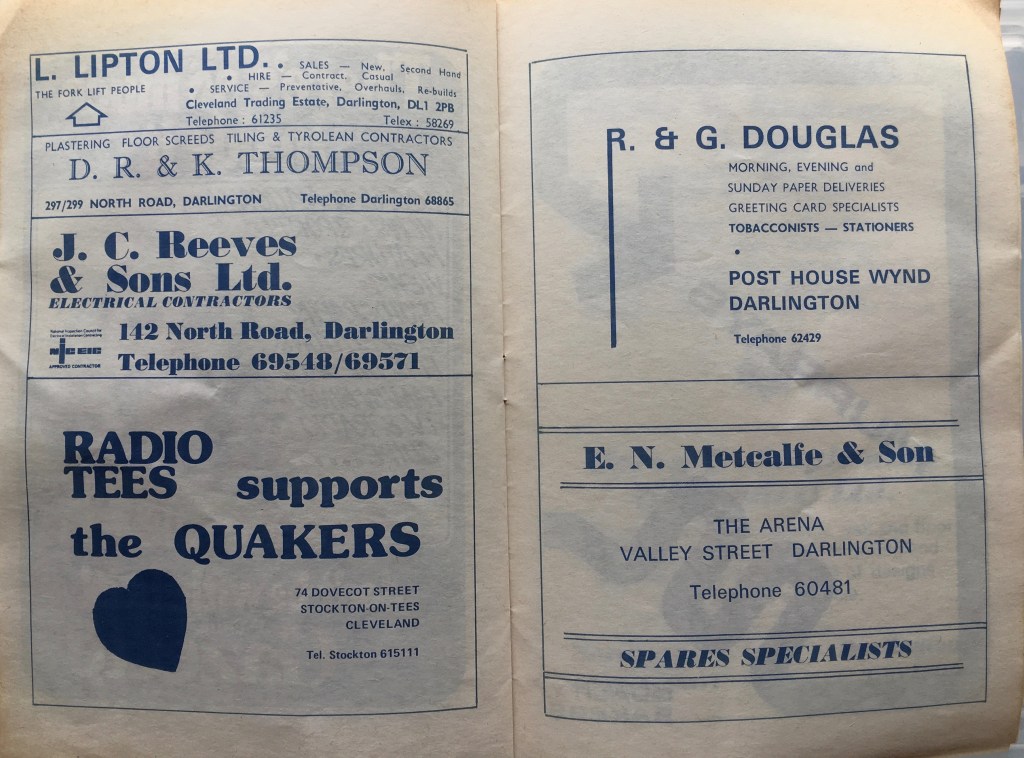 L. LIPTON LTD.
• SALES — New, Second Hand
• HIRE — Contract, Casual
THE FORK LIFT PEOPLE
• SERVICE — Preventative, Overhauls, Re-builds
Cleveland Trading Estate, Darlington, DL1 2PB
Telephone : 61235 Telex : 58269
PLASTERING FLOOR SCREEDS TILING & TYROLEAN CONTRACTORS
D. R. & K. THOMPSON
297/299 NORTH ROAD, DARLINGTON Telephone Darlington 68865
J. C. Reeves
& Sons Ltd.
ELECTRICAL CONTRACTORS
NICEIC
APPROVED CONTRACTOR
142 North Road, Darlington
Telephone 69548/69571
RADIO
TEES supports
the QUAKERS
74 DOVECOT STREET
STOCKTON-ON-TEES
CLEVELAND
Tel. Stockton 615111
R. & G. DOUGLAS
MORNING, EVENING and
SUNDAY PAPER DELIVERIES
GREETING CARD SPECIALISTS
TOBACCONISTS — STATIONERS
•
POST HOUSE WYND
DARLINGTON
Telephone 62429
E. N. Metcalfe & Son
THE ARENA
VALLEY STREET DARLINGTON
Telephone 60481
SPARES SPECIALISTS